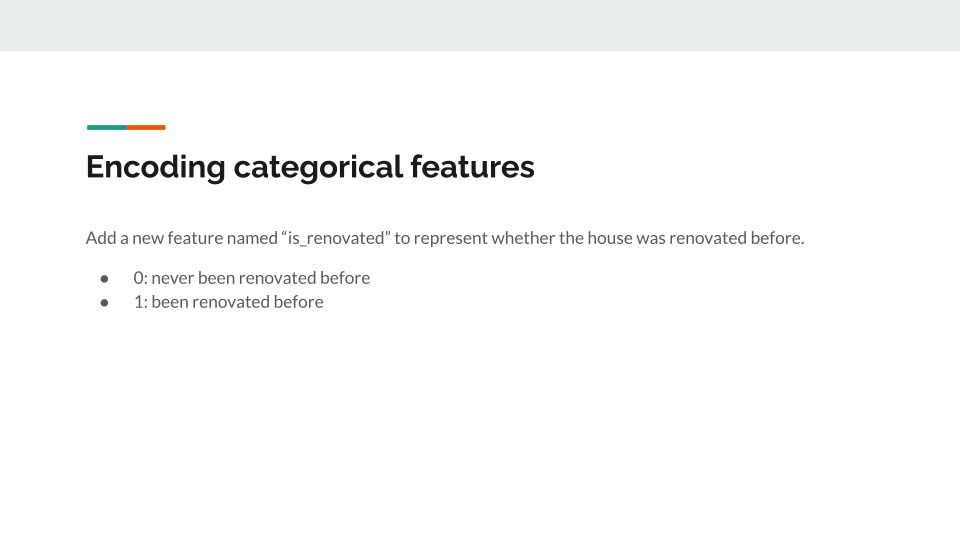 Encoding categorical features
Add a new feature named “is_renovated” to represent whether the house was renovated before.
● 0: never been renovated before
● 1: been renovated before